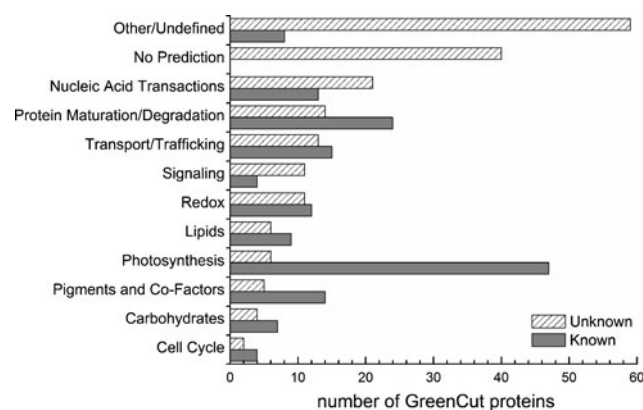 Other/Undefined
No Prediction
Nucleic Acid Transactions
Protein Maturation/Degradation
Transport/Trafficking
Signaling
Redox
Lipids
Photosynthesis
Pigments and Co-Factors
Carbohydrates
Cell Cycle
Unknown
Known
0 10 20 30 40 50 60
number of GreenCut proteins